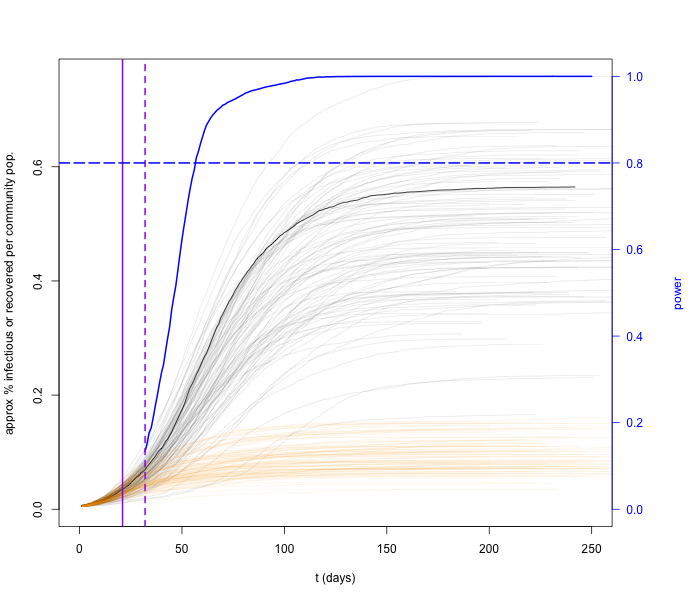 approx % infectious or recovered per community pop.
0.6
0.4
0.2
0.0
1.0
0.8
0.6
0.4
0.2
0.0
power
0 50 100 150 200 250
t (days)